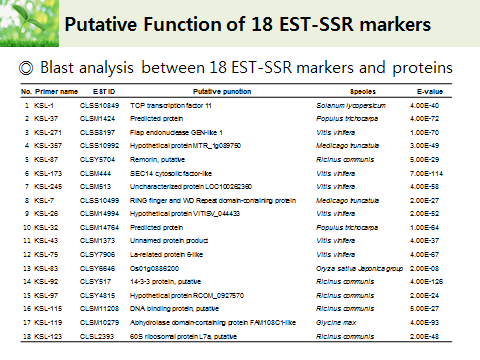 Putative Function of 18 EST-SSR markers
◎ Blast analysis between 18 EST-SSR markers and proteins
No. Primer name EST ID Putative punction Species E-value
1 KSL-1 CLSS10849 TCP transcription factor 11 Solanum lycopersicum 4.00E-40
2 KSL-37 CLSM1424 Predicted protein Populus trichocarpa 4.00E-72
3 KSL-271 CLSS8197 Flap endonuclease GEN-like 1 Vitis vinifera 1.00E-70
4 KSL-357 CLSS10992 Hypothetical protein MTR_1g089750 Medicago truncatula 3.00E-49
5 KSL-87 CLSY5704 Remorin, putative Ricinus communis 5.00E-29
6 KSL-173 CLSM444 SEC14 cytosolic factor-like Vitis vinifera 7.00E-114
7 KSL-245 CLSM513 Uncharacterized protein LOC100262360 Vitis vinifera 4.00E-58
8 KSL-7 CLSS10499 RING finger and WD Repeat domain-containing protein Medicago truncatula 2.00E-27
9 KSL-26 CLSM14994 Hypothetical protein VITISV_044433 Vitis vinifera 2.00E-52
10 KSL-32 CLSM14764 Predicted protein Populus trichocarpa 1.00E-64
11 KSL-43 CLSM1373 Unnamed protein product Vitis vinifera 4.00E-37
12 KSL-75 CLSY7906 La-related protein 6-like Vitis vinifera 4.00E-67
13 KSL-83 CLSY6646 Os01g0886200 Oryza sativa Japonica group 2.00E-08
14 KSL-92 CLSY517 14-3-3 protein, putative Ricinus communis 4.00E-126
15 KSL-97 CLSY4815 Hypothetical protein RCOM_0927570 Ricinus communis 2.00E-24
16 KSL-115 CLSM11208 DNA binding protein, putative Ricinus communis 5.00E-27
17 KSL-119 CLSM10279 Abhydrolase domain-containing protein FAM108C1-like Glycine max 4.00E-93
18 KSL-123 CLSL2393 60S ribosomal protein L7a, putative Ricinus communis 2.00E-48